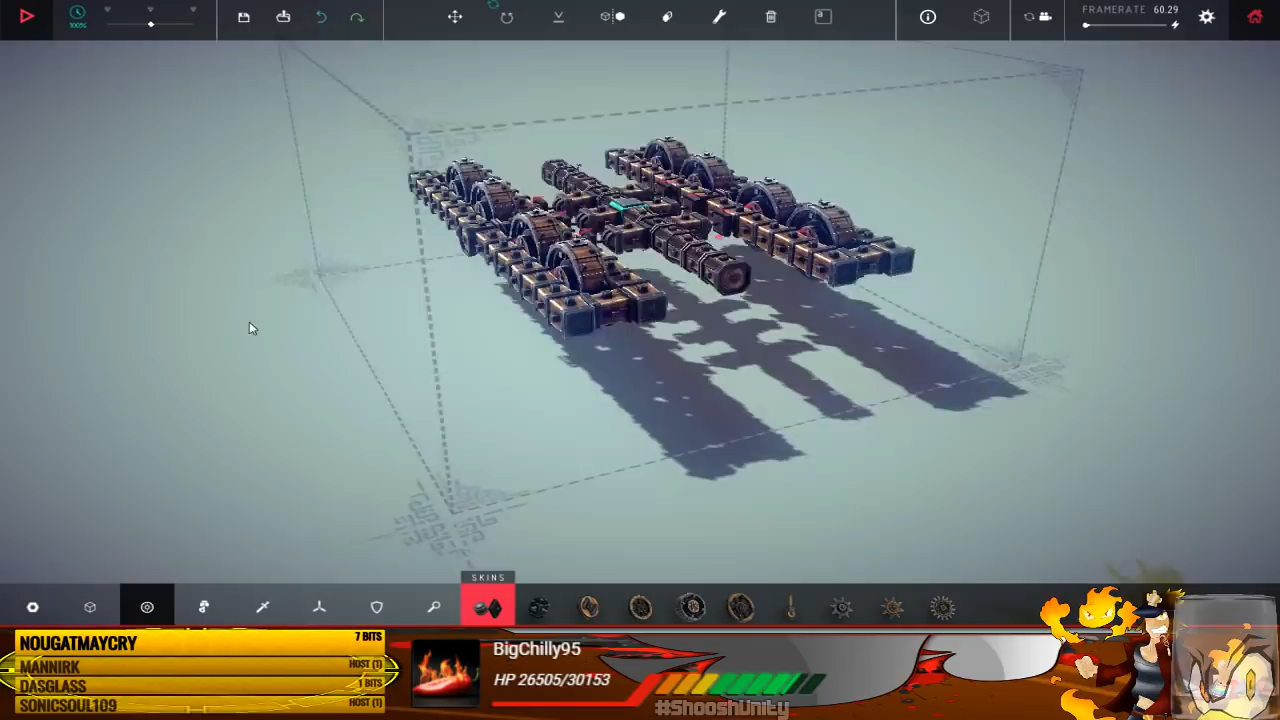 100%
FRAMERATE 60.29
SKINS
NOUGATMAYCRY 7 BITS
MANNIRK HOST (1)
DASGLASS 1 BITS
SONICSOUL109 HOST (1)
BigChilly95
HP 26505/30153
#ShooshUnity